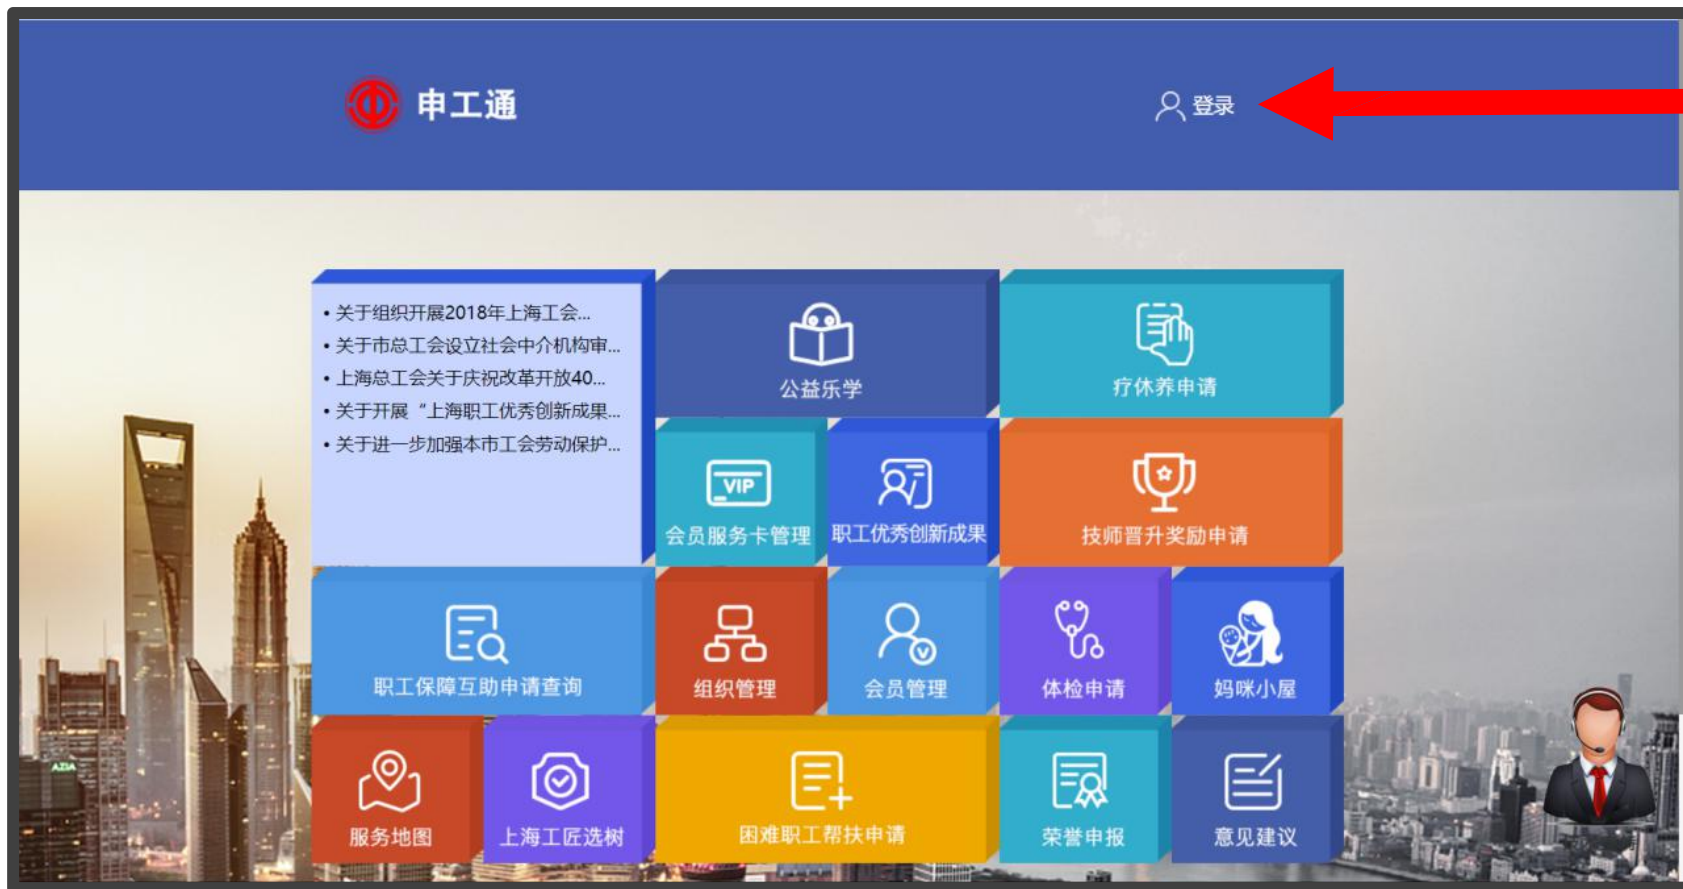 申工通
登录
• 关于组织开展2018年上海工会...
• 关于市总工会设立社会中介机构审...
• 上海总工会关于庆祝改革开放40...
• 关于开展“上海职工优秀创新成果...
• 关于进一步加强本市工会劳动保护...
公益乐学
疗休养申请
VIP
会员服务卡管理
职工优秀创新成果
技师晋升奖励申请
职工保障互助申请查询
组织管理
会员管理
体检申请
妈咪小屋
服务地图
上海工匠选树
困难职工帮扶申请
荣誉申报
意见建议
AZIA